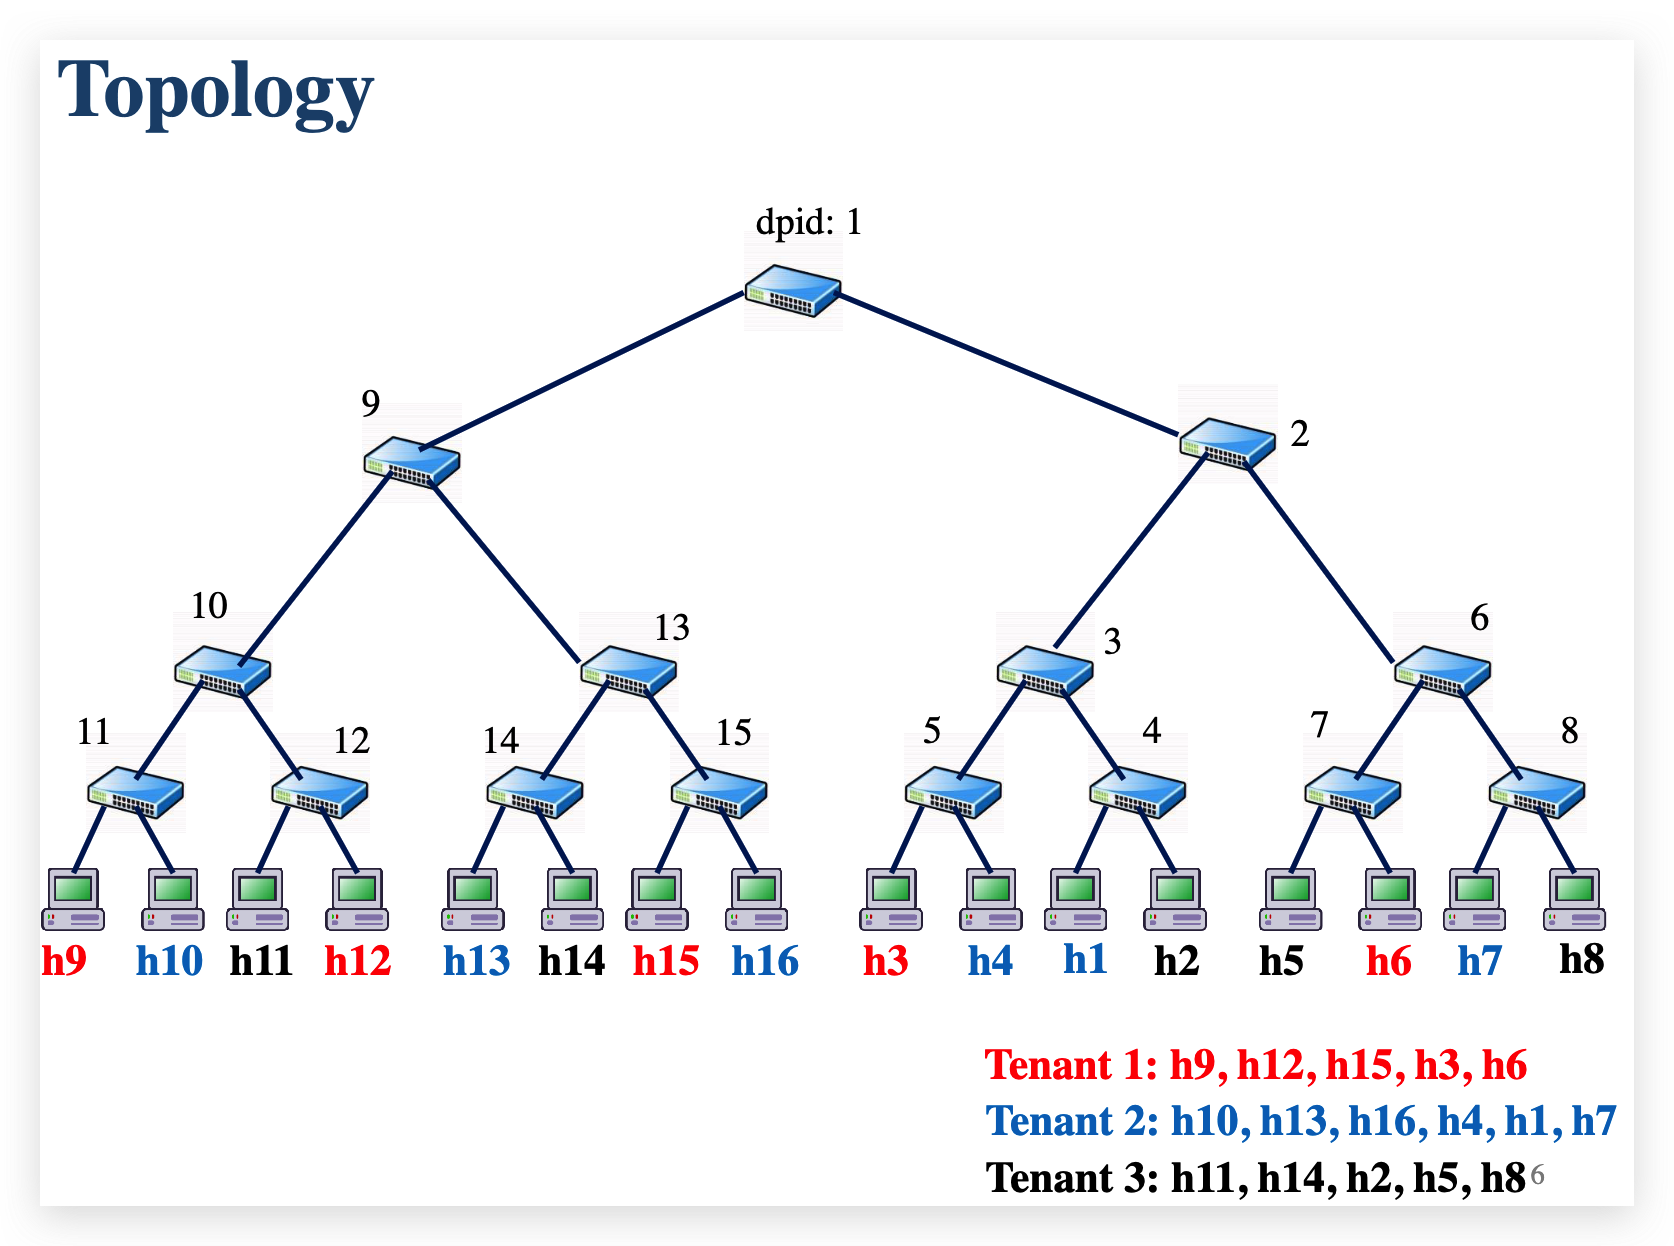 Topology
dpid: 1
9
2
10
13
3
6
11
12
14
15
5
4
7
8
h9 h10 h11 h12 h13 h14 h15 h16 h3 h4 h1 h2 h5 h6 h7 h8
Tenant 1: h9, h12, h15, h3, h6
Tenant 2: h10, h13, h16, h4, h1, h7
Tenant 3: h11, h14, h2, h5, h8
6